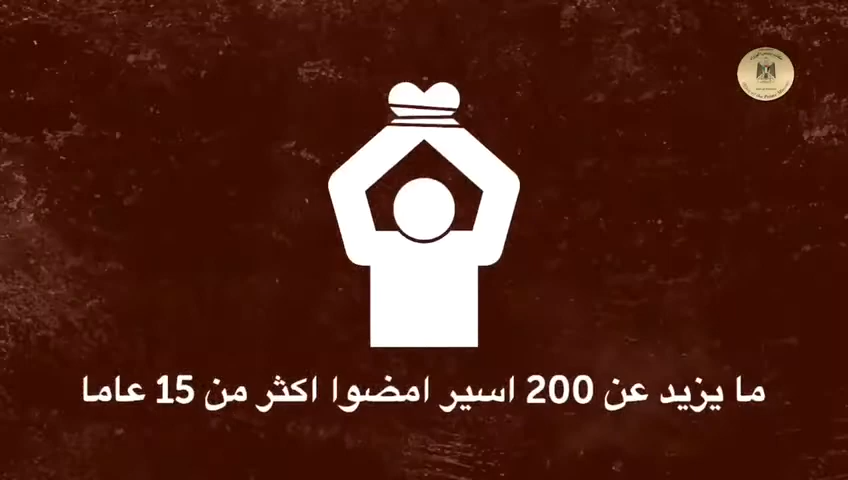 ما يزيد عن 200 اسير امضوا اكثر من 15 عاما